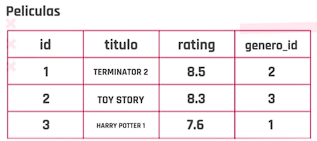 Peliculas
id titulo rating genero_id
1 TERMINATOR 2 8.5 2
2 TOY STORY 8.3 3
3 HARRY POTTER 1 7.6 1